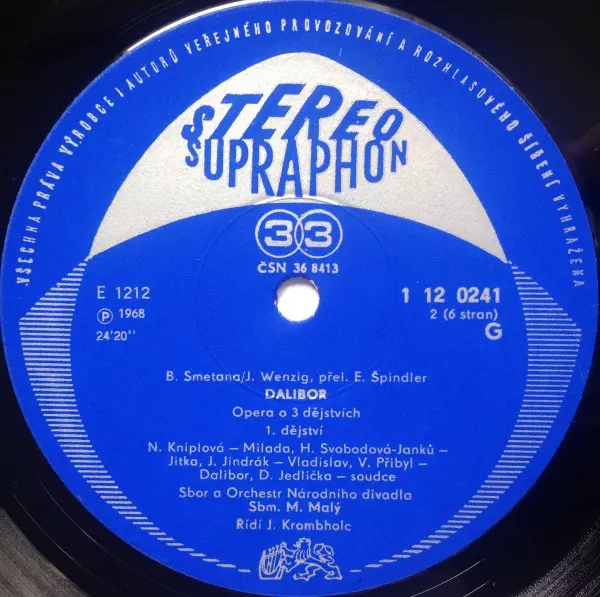 VŠECHNA PRÁVA VÝROBCE I AUTORŮ VEŘEJNÉHO PROVOZOVÁNÍ A ROZHLASOVÉHO ŠÍŘENÍ VYHRAŽENA
STEREO
SUPRAPHON
33
ČSN 36 8413
E 1212
Ⓟ 1968
24'20''
1 12 0241
2 (6 stran)
G
B. Smetana/J. Wenzig, přel. E. Špindler
DALIBOR
Opera o 3 dějstvích
1. dějství
N. Kniplová – Milada, H. Svobodová-Janků –
Jitka, J. Jindrák – Vladislav, V. Přibyl –
Dalibor, D. Jedlička – soudce
Sbor a Orchestr Národního divadla
Sbm. M. Malý
Řídí J. Krombholc